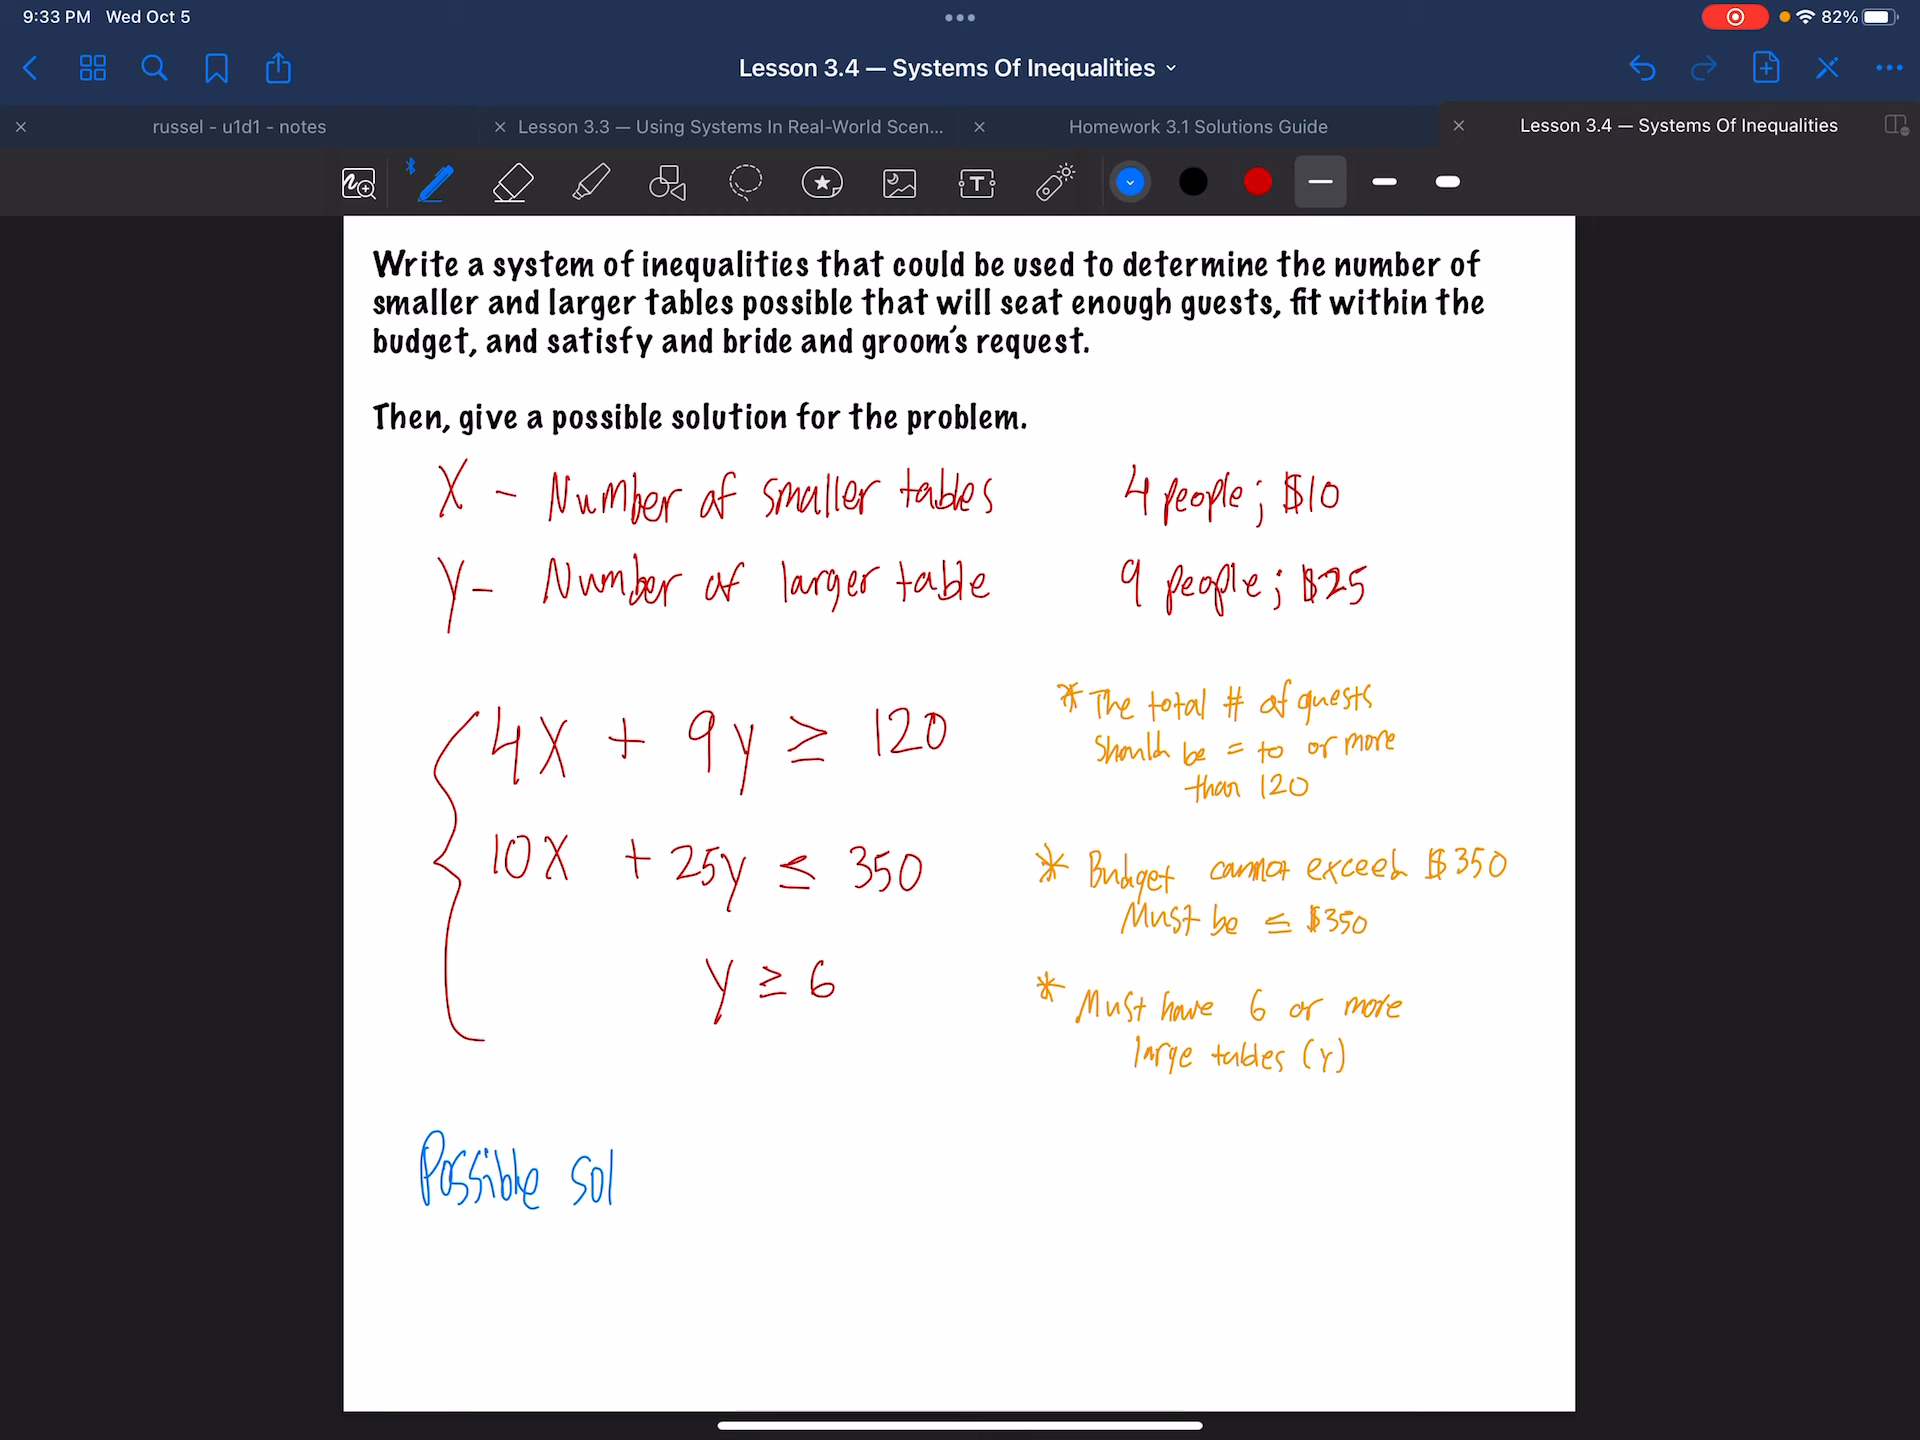 9:33 PM Wed Oct 5
82%
Lesson 3.4 — Systems Of Inequalities
russel - u1d1 - notes
Lesson 3.3 — Using Systems In Real-World Scen...
Homework 3.1 Solutions Guide
Lesson 3.4 — Systems Of Inequalities
Write a system of inequalities that could be used to determine the number of
smaller and larger tables possible that will seat enough guests, fit within the
budget, and satisfy and bride and groom's request.
Then, give a possible solution for the problem.
X - Number of smaller tables 4 people; $10
Y - Number of larger table 9 people; $25
4X + 9y ≥ 120
* The total # of guests
should be = to or more
than 120
10X + 25y ≤ 350
* Budget cannot exceed $350
Must be ≤ $350
y ≥ 6
* Must have 6 or more
large tables (Y)
Possible sol